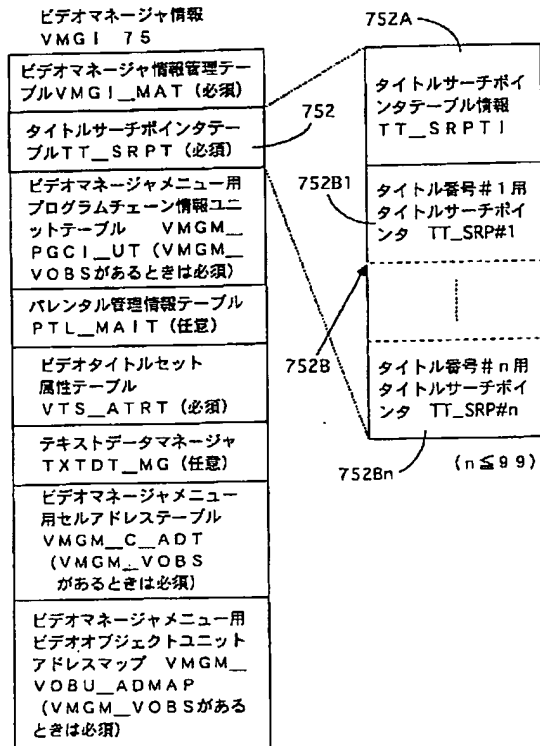 ビデオマネージャ情報
VMGI 75
ビデオマネージャ情報管理テー
ブルVMGI__MAT(必須)
タイトルサーチポインタテー
ブルTT__SRPT(必須)
ビデオマネージャメニュー用
プログラムチェーン情報ユニ
ットテーブル VMGM__
PGCI__UT(VMGM__
VOBSがあるときは必須)
パレンタル管理情報テーブル
PTL__MAIT(任意)
ビデオタイトルセット
属性テーブル
VTS__ATRT(必須)
テキストデータマネージャ
TXTDT__MG(任意)
ビデオマネージャメニュー
用セルアドレステーブル
VMGM__C__ADT
(VMGM__VOBS
があるときは必須)
ビデオマネージャメニュー用
ビデオオブジェクトユニット
アドレスマップ VMGM__
VOBU__ADMAP
(VMGM__VOBSがある
ときは必須)
752
752A
タイトルサーチポイ
ンタテーブル情報
TT__SRPTI
752B1
タイトル番号#1用
タイトルサーチポイ
ンタ TT_SRP#1
752B
タイトル番号#n用
タイトルサーチポイ
ンタ TT_SRP#n
752Bn
(n≦99)